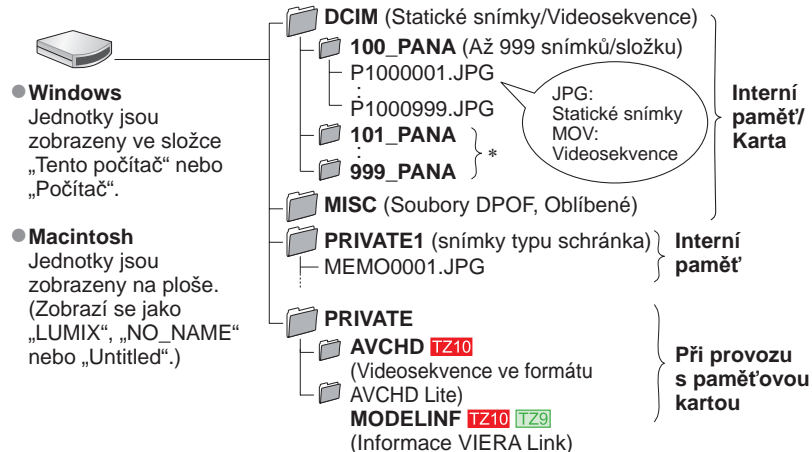 ●Windows
Jednotky jsou
zobrazeny ve složce
„Tento počítač“ nebo
„Počítač“.
●Macintosh
Jednotky jsou
zobrazeny na ploše.
(Zobrazí se jako
„LUMIX“, „NO_NAME“
nebo „Untitled“.)
DCIM (Statické snímky/Videosekvence)
100_PANA (Až 999 snímků/složku)
P1000001.JPG
:
P1000999.JPG
101_PANA
:
999_PANA
*
JPG:
Statické snímky
MOV:
Videosekvence
MISC (Soubory DPOF, Oblíbené)
Interní
paměť/
Karta
PRIVATE1 (snímky typu schránka)
MEMO0001.JPG
Interní
paměť
PRIVATE
AVCHD TZ10
(Videosekvence ve formátu
AVCHD Lite)
MODELINF TZ10 TZ9
(Informace VIERA Link)
Při provozu
s paměťovou
kartou